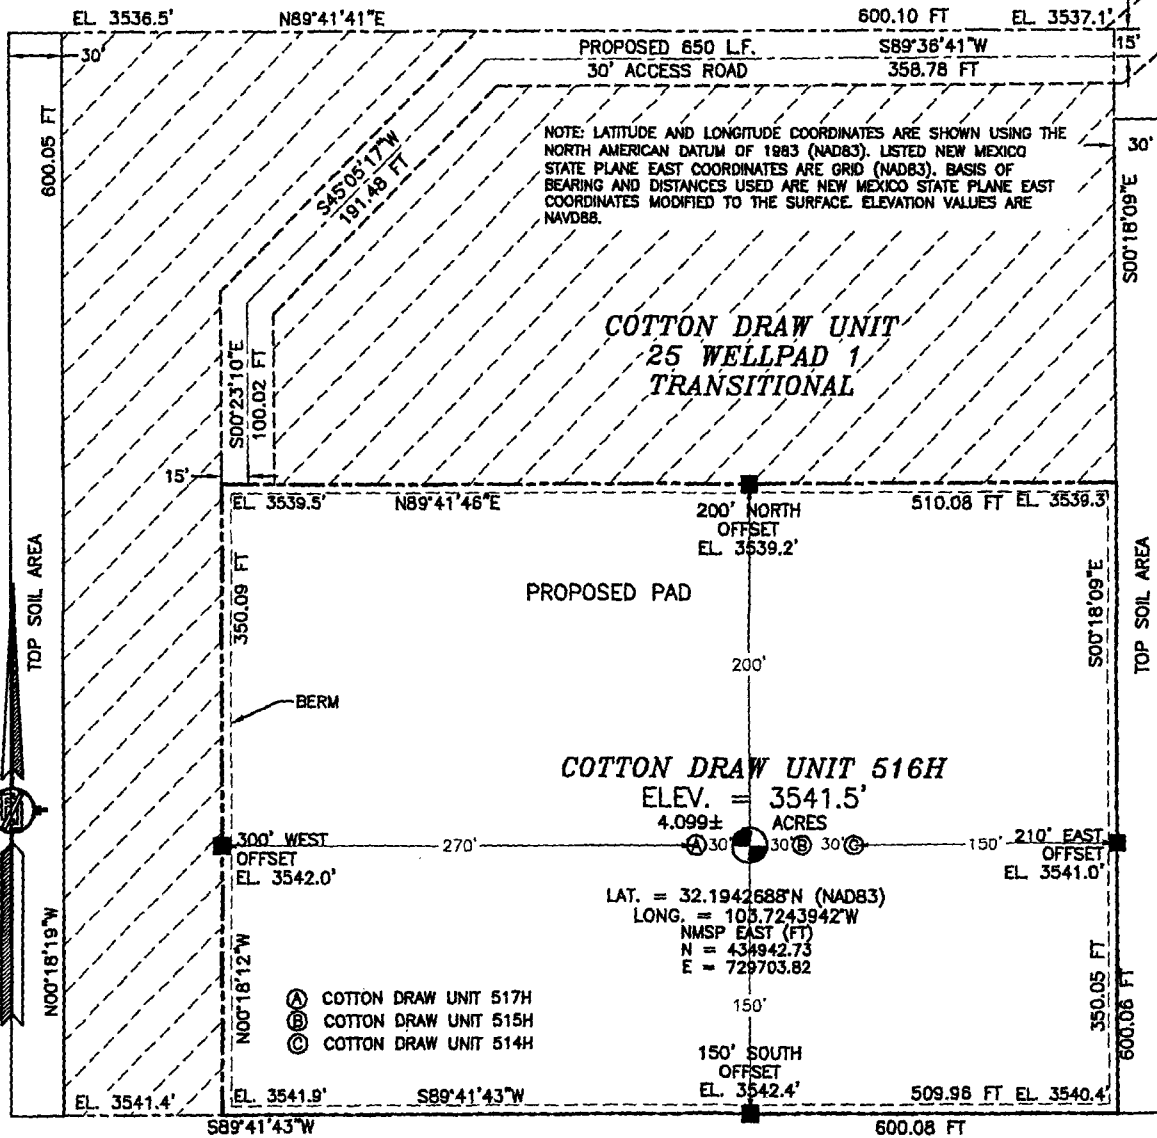 EL. 3536.5' N89°41'41"E 600.10 FT EL. 3537.1'
30' PROPOSED 650 L.F. S89°36'41"W 15'
30' ACCESS ROAD 358.78 FT
600.05 FT
S45°05'17"W
191.48 FT
NOTE: LATITUDE AND LONGITUDE COORDINATES ARE SHOWN USING THE
NORTH AMERICAN DATUM OF 1983 (NAD83). LISTED NEW MEXICO
STATE PLANE EAST COORDINATES ARE GRID (NAD83). BASIS OF
BEARING AND DISTANCES USED ARE NEW MEXICO STATE PLANE EAST
COORDINATES MODIFIED TO THE SURFACE. ELEVATION VALUES ARE
NAVD88.
30'
S00°18'09"E
COTTON DRAW UNIT
25 WELLPAD 1
TRANSITIONAL
S00°23'10"E
100.02 FT
15'
EL. 3539.5' N89°41'46"E 510.08 FT EL. 3539.3'
200' NORTH
OFFSET
EL. 3539.2'
TOP SOIL AREA
350.09 FT
PROPOSED PAD
S00°18'09"E
TOP SOIL AREA
200'
BERM
COTTON DRAW UNIT 516H
ELEV. = 3541.5'
4.099± ACRES
300' WEST
OFFSET
EL. 3542.0'
270' A 30' 30' B 30' C 150'
210' EAST
OFFSET
EL. 3541.0'
LAT. = 32.1942688°N (NAD83)
LONG. = 103.7243942°W
NMSP EAST (FT)
N = 434942.73
E = 729703.82
N00°18'19"W
N00°18'12"W
A COTTON DRAW UNIT 517H
B COTTON DRAW UNIT 515H
C COTTON DRAW UNIT 514H
150'
350.05 FT
600.06 FT
150' SOUTH
OFFSET
EL. 3542.4'
EL. 3541.4' EL. 3541.9' S89°41'43"W 509.98 FT EL. 3540.4'
S89°41'43"W 600.08 FT